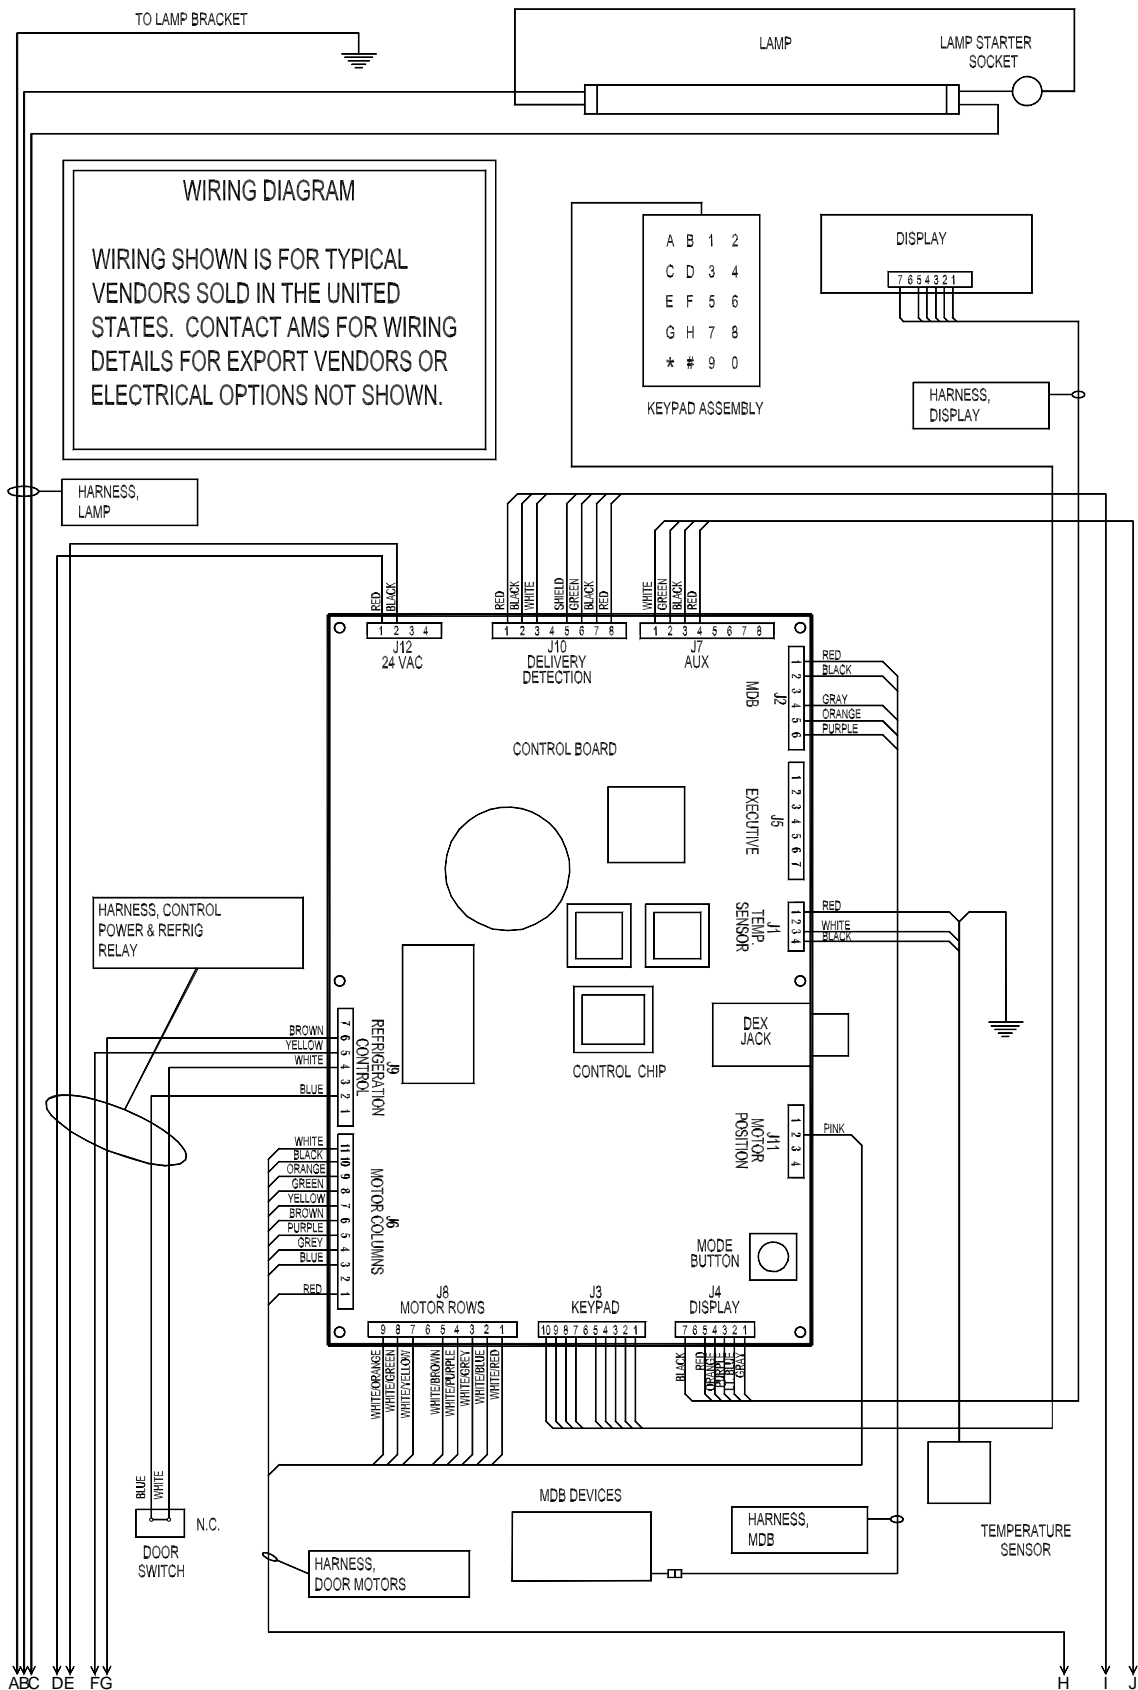 TO LAMP BRACKET
LAMP
LAMP STARTER
SOCKET
WIRING DIAGRAM
WIRING SHOWN IS FOR TYPICAL
VENDORS SOLD IN THE UNITED
STATES. CONTACT AMS FOR WIRING
DETAILS FOR EXPORT VENDORS OR
ELECTRICAL OPTIONS NOT SHOWN.
A B 1 2
C D 3 4
E F 5 6
G H 7 8
* # 9 0
KEYPAD ASSEMBLY
DISPLAY
7 6 5 4 3 2 1
HARNESS,
DISPLAY
HARNESS,
LAMP
RED
BLACK
1 2 3 4
J12
24 VAC
RED
BLACK
WHITE
SHIELD
GREEN
BLACK
RED
1 2 3 4 5 6 7 8
J10
DELIVERY
DETECTION
WHITE
GREEN
BLACK
RED
1 2 3 4 5 6 7 8
J7
AUX
CONTROL BOARD
J2
MDB
1 2 3 4 5 6
RED
BLACK
GRAY
ORANGE
PURPLE
J5
EXECUTIVE
1 2 3 4 5 6 7
J1
TEMP.
SENSOR
1 2 3 4
RED
WHITE
BLACK
DEX
JACK
CONTROL CHIP
J11
MOTOR
POSITION
1 2 3 4
PINK
HARNESS, CONTROL
POWER & REFRIG
RELAY
BROWN
YELLOW
WHITE
BLUE
7 6 5 4 3 2 1
J9
REFRIGERATION
CONTROL
WHITE
BLACK
ORANGE
GREEN
YELLOW
BROWN
PURPLE
GREY
BLUE
RED
11 10 9 8 7 6 5 4 3 2 1
J6
MOTOR COLUMNS
MODE
BUTTON
J8
MOTOR ROWS
9 8 7 6 5 4 3 2 1
WHITE/ORANGE
WHITE/GREEN
WHITE/YELLOW
WHITE/BROWN
WHITE/PURPLE
WHITE/GREY
WHITE/BLUE
WHITE/RED
J3
KEYPAD
10 9 8 7 6 5 4 3 2 1
J4
DISPLAY
7 6 5 4 3 2 1
BLACK
RED
ORANGE
PURPLE
LT. BLUE
GRAY
BLUE
WHITE
N.C.
DOOR
SWITCH
HARNESS,
DOOR MOTORS
MDB DEVICES
HARNESS,
MDB
TEMPERATURE
SENSOR
A B C D E F G H I J